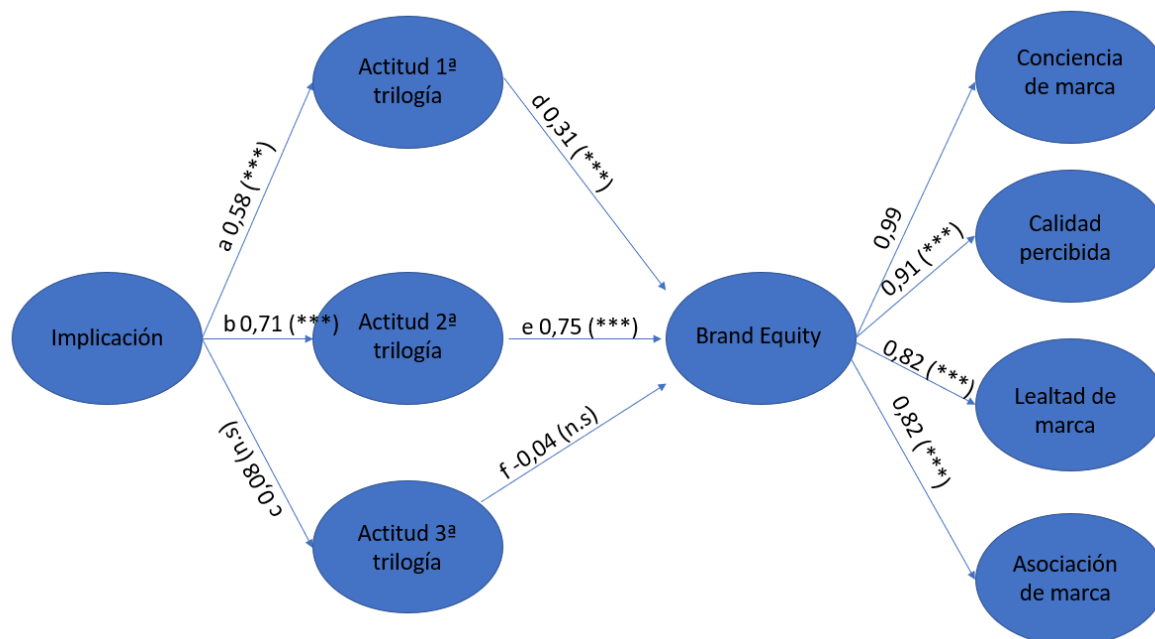 Conciencia
de marca
Actitud 1ª
trilogía
d 0,31 (***)
a 0,58 (***)
0,99
Calidad
percibida
0,91 (***)
Implicación
b 0,71 (***)
Actitud 2ª
trilogía
e 0,75 (***)
Brand Equity
0,82 (***)
Lealtad de
marca
c 0,08 (n.s)
f -0,04 (n.s)
0,82 (***)
Actitud 3ª
trilogía
Asociación
de marca